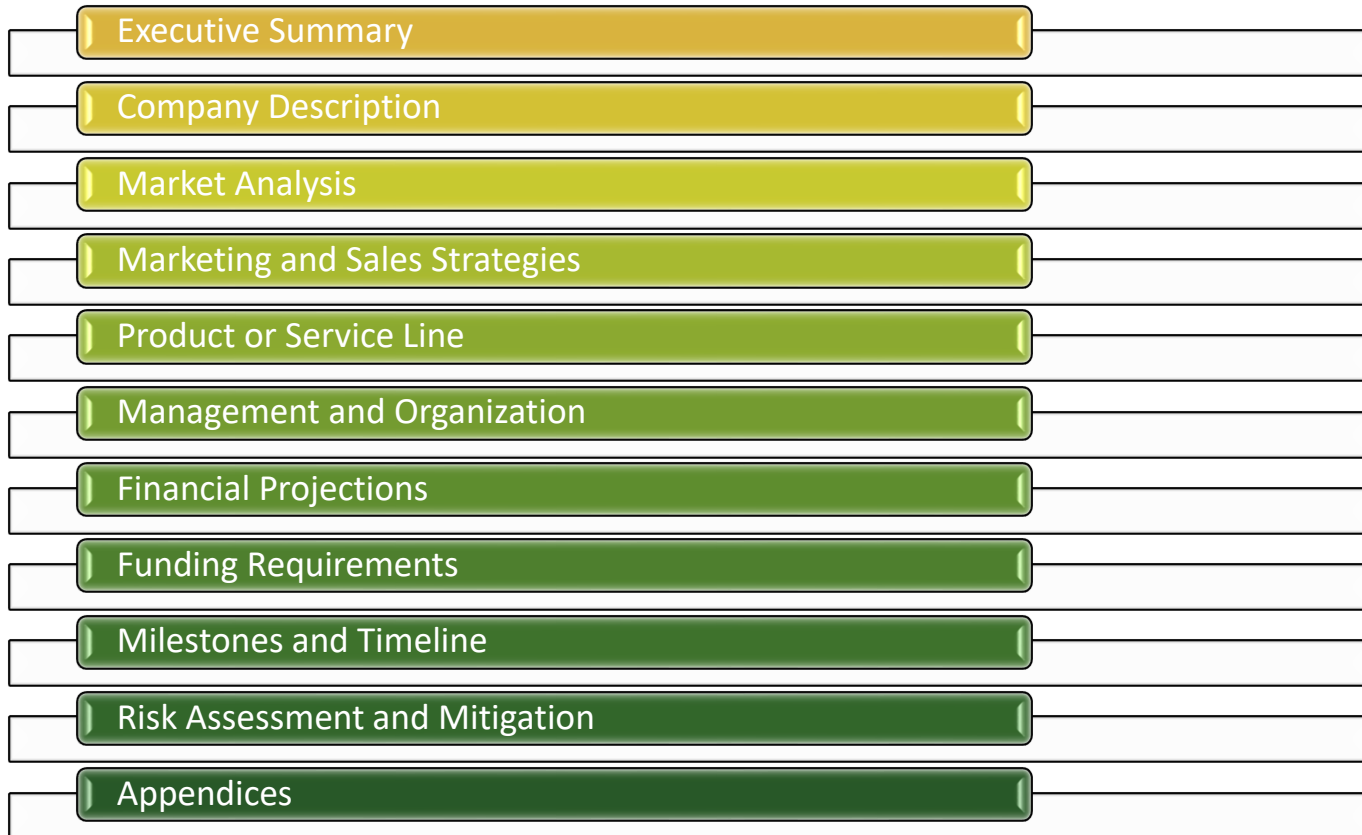 Executive Summary
Company Description
Market Analysis
Marketing and Sales Strategies
Product or Service Line
Management and Organization
Financial Projections
Funding Requirements
Milestones and Timeline
Risk Assessment and Mitigation
Appendices